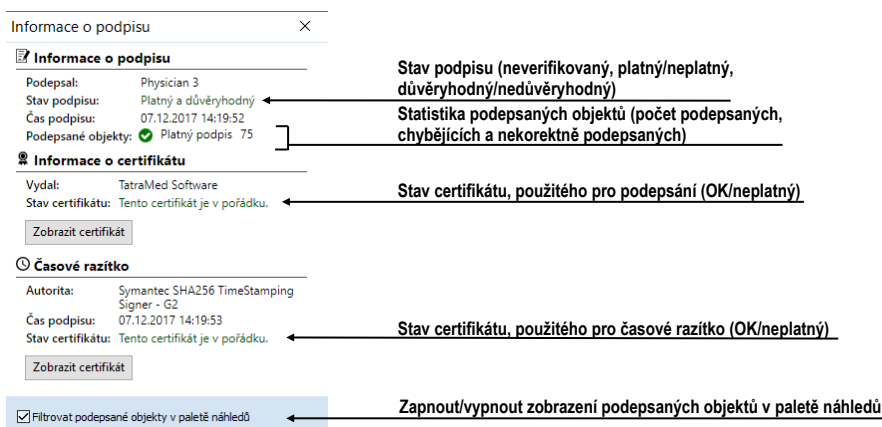 Informace o podpisu
Informace o podpisu
Podepsal: Physician 3
Stav podpisu: Platný a důvěryhodný
Čas podpisu: 07.12.2017 14:19:52
Podepsané objekty: Platný podpis 75
Stav podpisu (neverifikovaný, platný/neplatný,
důvěryhodný/nedůvěryhodný)
Statistika podepsaných objektů (počet podepsaných,
chybějících a nekorektně podepsaných)
Informace o certifikátu
Vydal: TatraMed Software
Stav certifikátu: Tento certifikát je v pořádku.
Stav certifikátu, použitého pro podepsání (OK/neplatný)
Zobrazit certifikát
Časové razítko
Autorita: Symantec SHA256 TimeStamping
Signer - G2
Čas podpisu: 07.12.2017 14:19:53
Stav certifikátu: Tento certifikát je v pořádku.
Stav certifikátu, použitého pro časové razítko (OK/neplatný)
Zobrazit certifikát
Filtrovat podepsané objekty v paletě náhledů
Zapnout/vypnout zobrazení podepsaných objektů v paletě náhledů